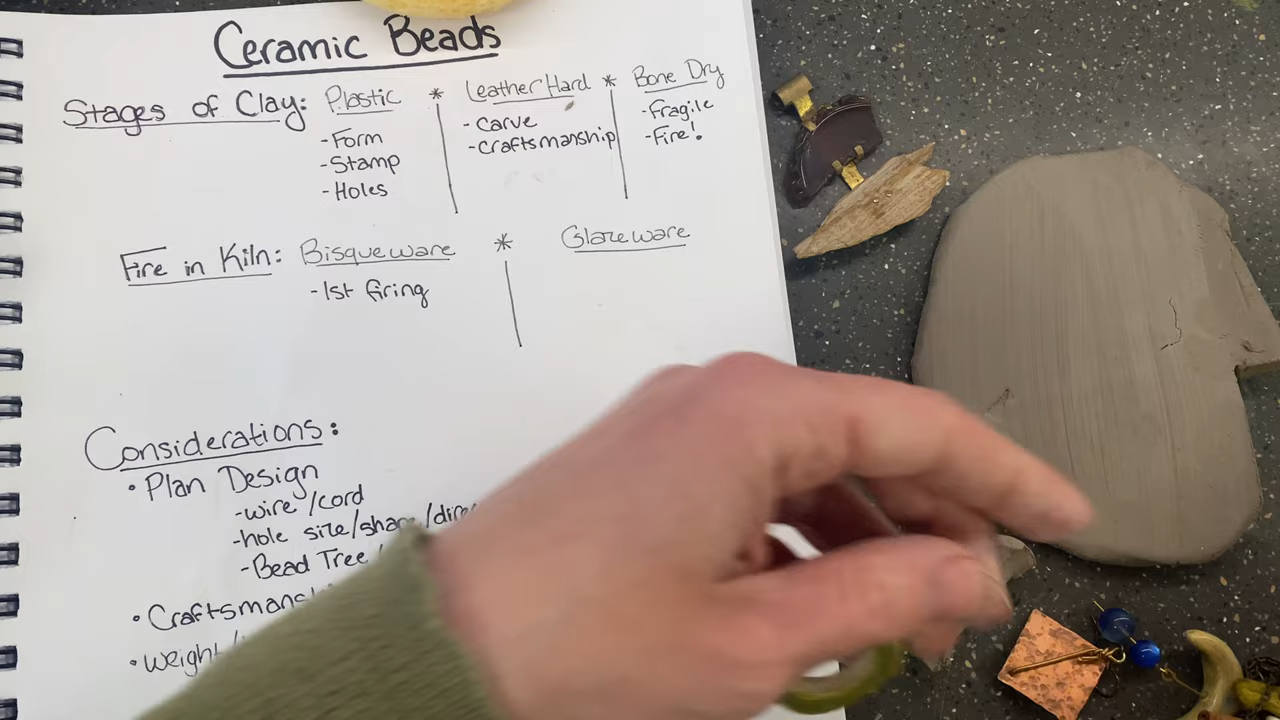 Ceramic Beads
Stages of Clay: Plastic * Leather Hard * Bone Dry
-Form
-Stamp
-Holes
-Carve
-Craftsmanship
-Fragile
-Fire!
Fire in Kiln: Bisqueware * Glazeware
-1st firing
Considerations:
• Plan Design
-wire/cord
-hole size/shape/
-Bead Tree/
•
• Weight/